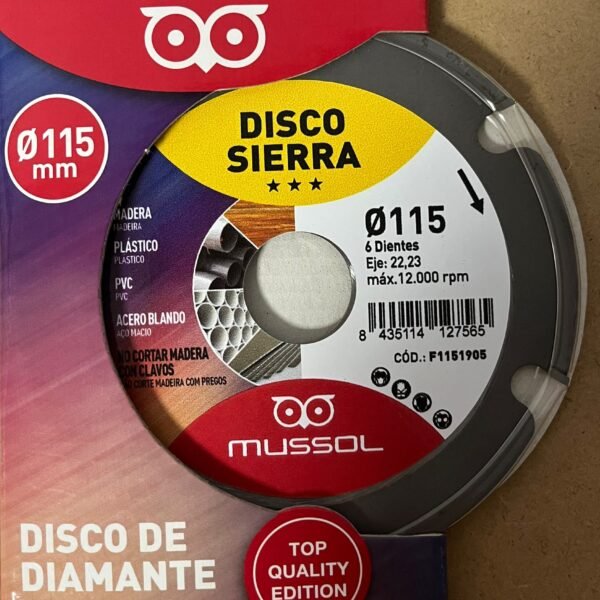 Ø115
mm
DISCO
SIERRA
MADERA
MADEIRA
PLÁSTICO
PLASTICO
PVC
PVC
ACERO BLANDO
AÇO MACIO
NO CORTAR MADERA
CON CLAVOS
CORTE MADEIRA COM PREGOS
Ø115
6 Dientes
Eje: 22,23
máx.12.000 rpm
8 435114 127565
CÓD.: F1151905
mussol
DISCO DE
DIAMANTE
TOP
QUALITY
EDITION